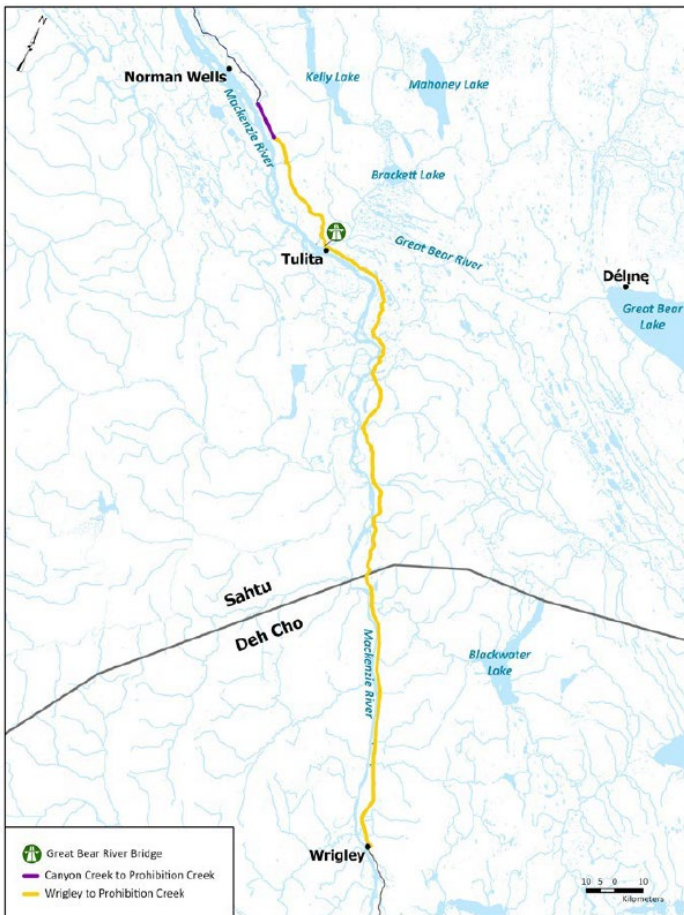 N
Norman Wells
Kelly Lake
Mahoney Lake
Mackenzie River
Brackett Lake
Tulita
Great Bear River
Délı̨nę
Great Bear
Lake
Sahtu
Deh Cho
Mackenzie River
Blackwater
Lake
Wrigley
Great Bear River Bridge
Canyon Creek to Prohibition Creek
Wrigley to Prohibition Creek
10 5 0 10
Kilometers